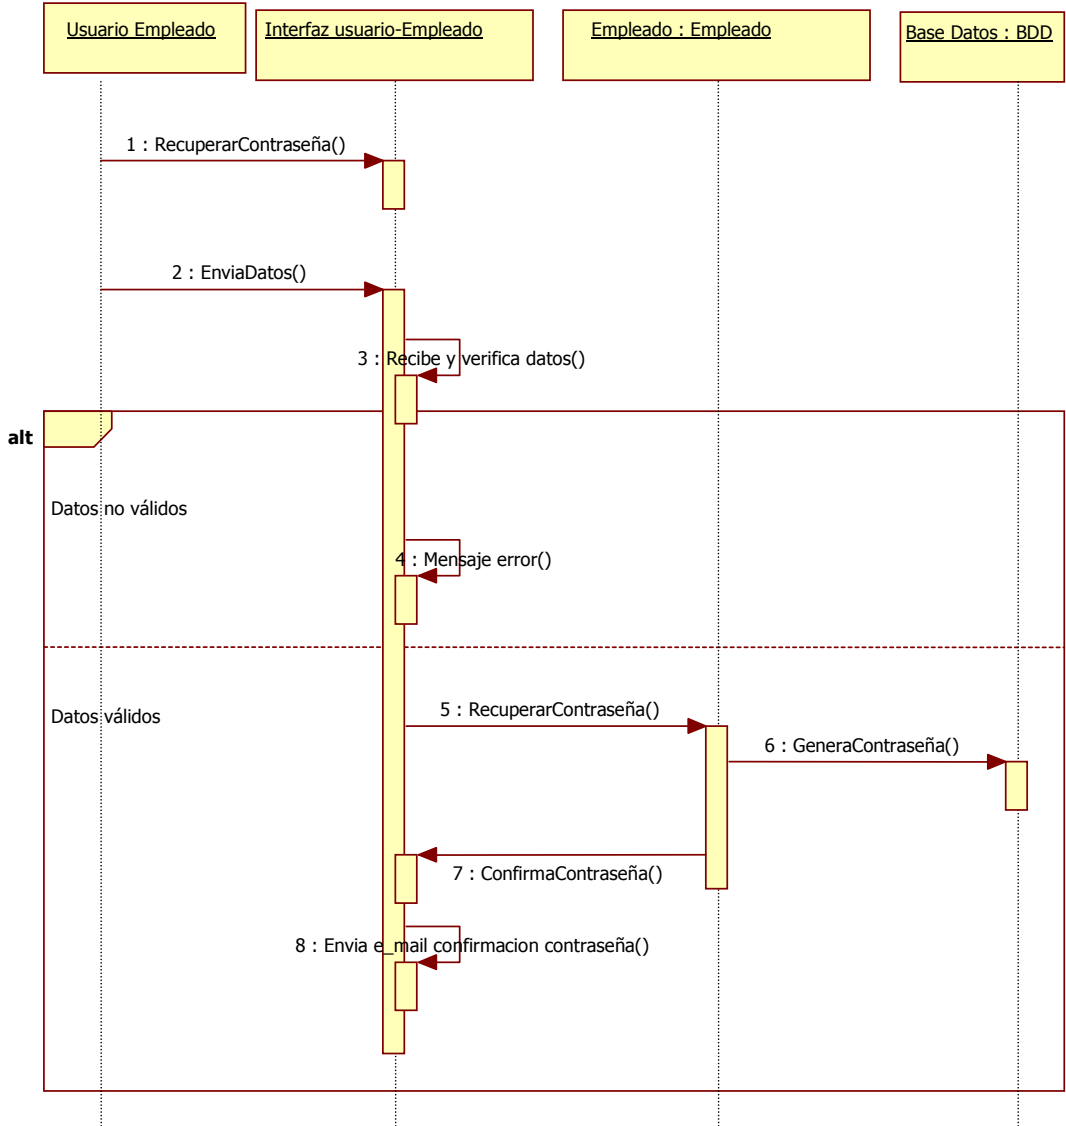 Usuario Empleado
Interfaz usuario-Empleado
Empleado : Empleado
Base Datos : BDD
1 : RecuperarContraseña()
2 : EnviaDatos()
3 : Recibe y verifica datos()
alt
Datos no válidos
4 : Mensaje error()
Datos válidos
5 : RecuperarContraseña()
6 : GeneraContraseña()
7 : ConfirmaContraseña()
8 : Envia e_mail confirmacion contraseña()